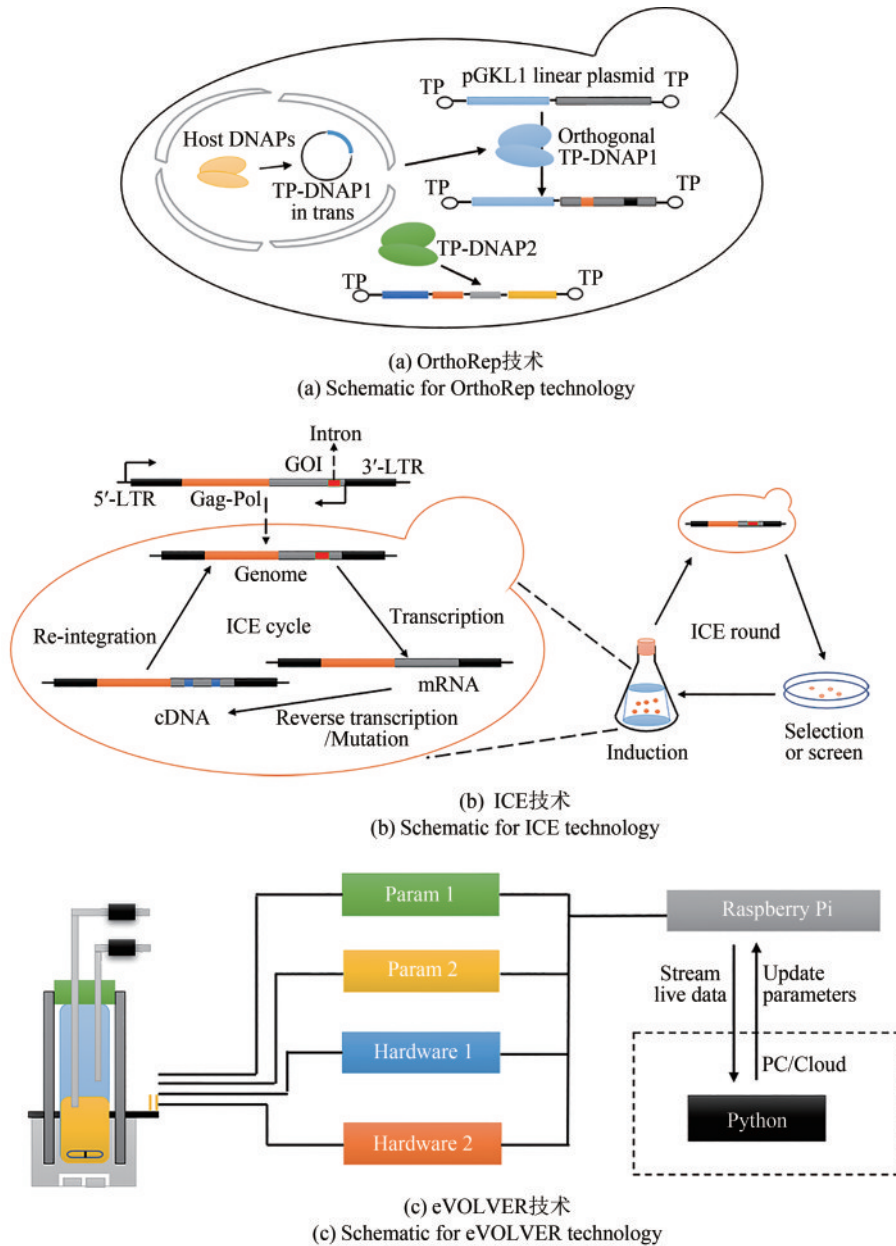 TP
pGKL1 linear plasmid
TP
Host DNAPs
Orthogonal
TP-DNAP1
TP-DNAP1
in trans
TP
TP
TP-DNAP2
TP
TP
(a) OrthoRep技术
(a) Schematic for OrthoRep technology
Intron
GOI
3′-LTR
5′-LTR
Gag-Pol
Genome
Transcription
Re-integration
ICE cycle
mRNA
cDNA
Reverse transcription
/Mutation
ICE round
Induction
Selection
or screen
(b) ICE技术
(b) Schematic for ICE technology
Param 1
Raspberry Pi
Param 2
Stream
live data
Update
parameters
Hardware 1
PC/Cloud
Python
Hardware 2
(c) eVOLVER技术
(c) Schematic for eVOLVER technology